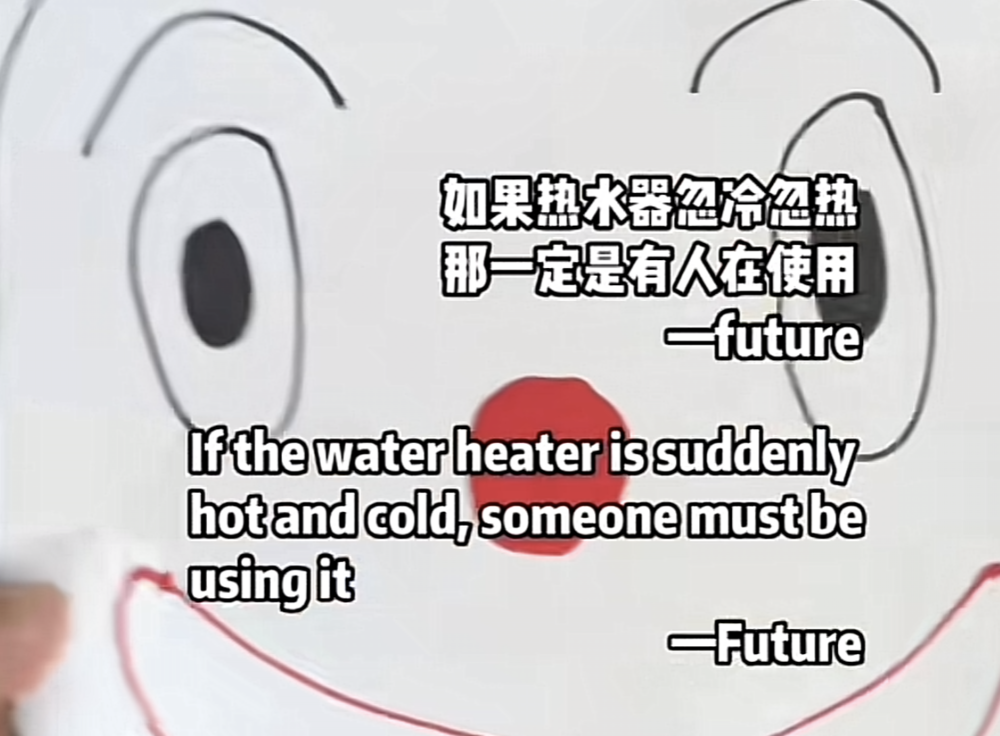 如果热水器忽冷忽热
那一定是有人在使用
—future
If the water heater is suddenly
hot and cold, someone must be
using it
—Future